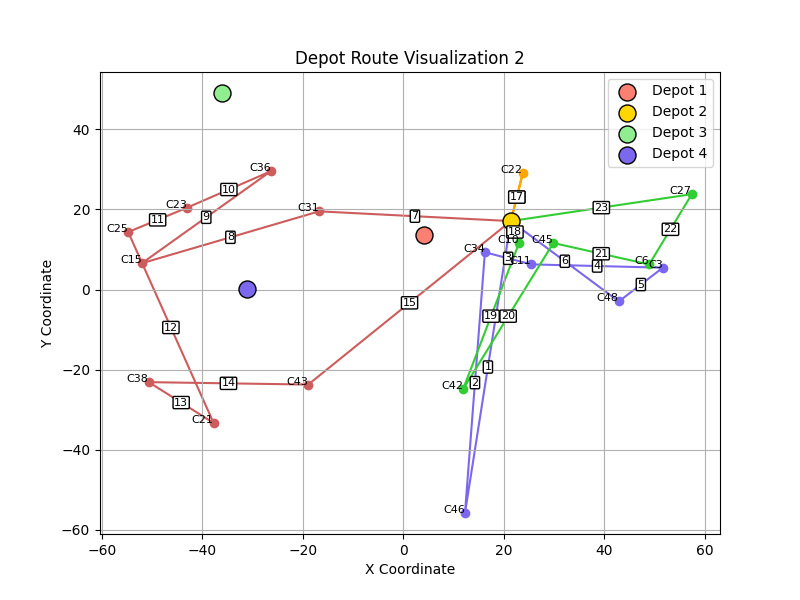 Depot Route Visualization 2
Depot 1
Depot 2
Depot 3
Depot 4
Y Coordinate
40
20
0
−20
−40
−60
−60
−40
−20
0
20
40
60
X Coordinate
C36
C22
C23
C31
C27
C25
C15
C34
C10
C45
C11
C6
C3
C48
C38
C43
C42
C21
C46
1
2
3
4
5
6
7
8
9
10
11
12
13
14
15
17
18
19
20
21
22
23